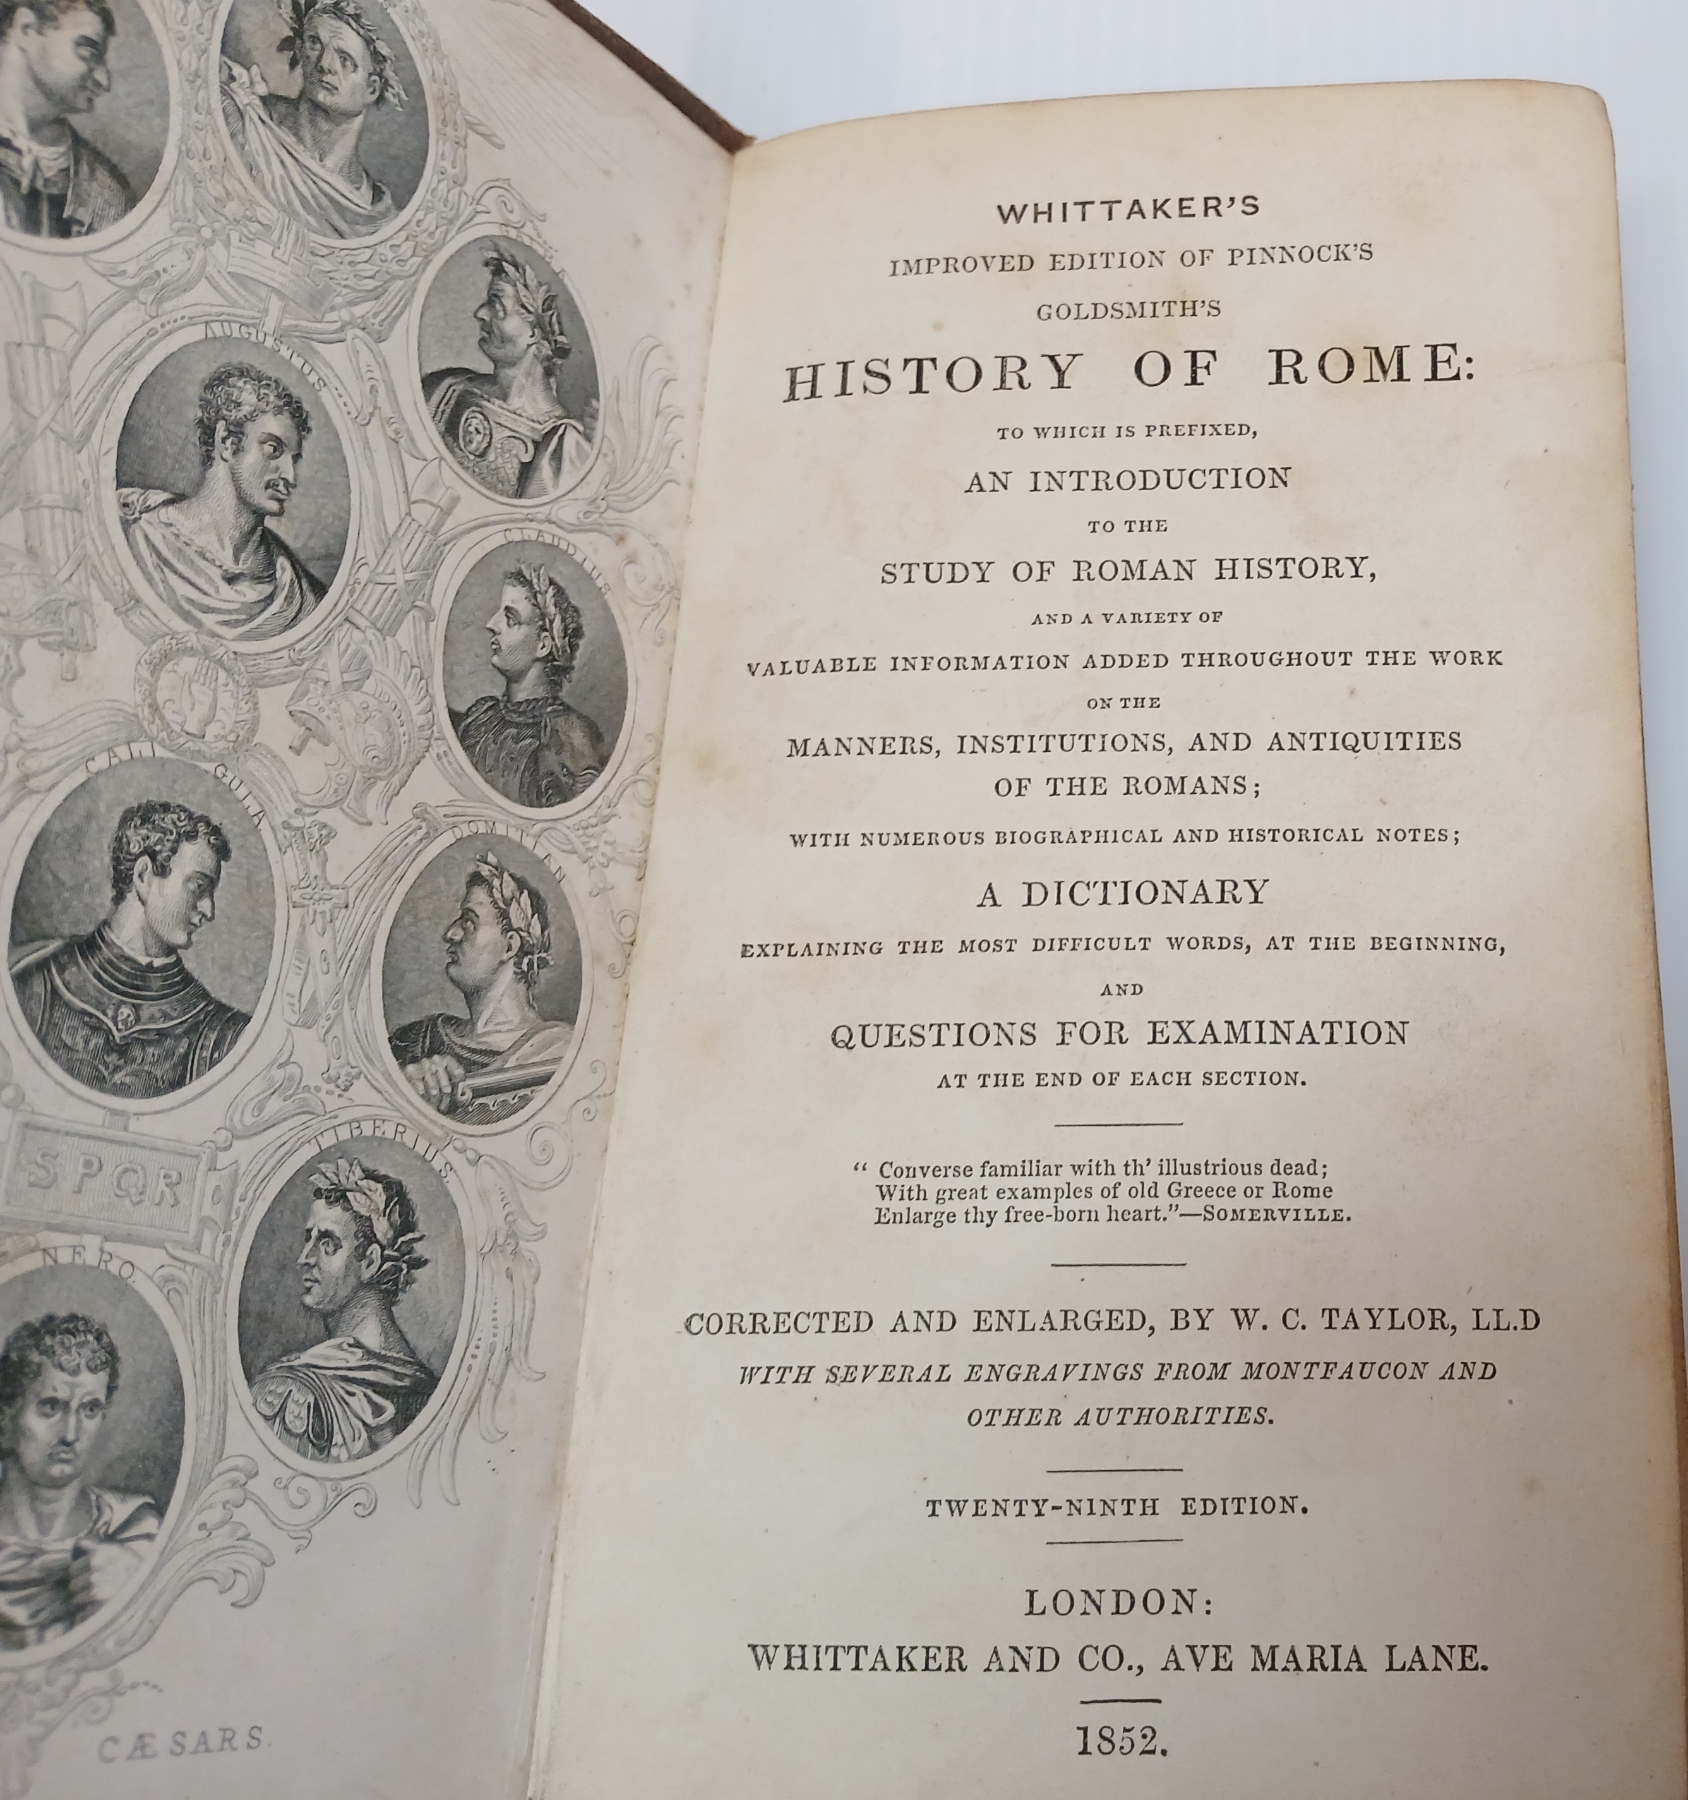 AUGUSTUS
CLAUDIUS
CALIGULA
DOMITIAN
SPQR
TIBERIUS.
NERO.
CÆSARS.
WHITTAKER'S
IMPROVED EDITION OF PINNOCK'S
GOLDSMITH'S
HISTORY OF ROME:
TO WHICH IS PREFIXED,
AN INTRODUCTION
TO THE
STUDY OF ROMAN HISTORY,
AND A VARIETY OF
VALUABLE INFORMATION ADDED THROUGHOUT THE WORK
ON THE
MANNERS, INSTITUTIONS, AND ANTIQUITIES
OF THE ROMANS;
WITH NUMEROUS BIOGRAPHICAL AND HISTORICAL NOTES;
A DICTIONARY
EXPLAINING THE MOST DIFFICULT WORDS, AT THE BEGINNING,
AND
QUESTIONS FOR EXAMINATION
AT THE END OF EACH SECTION.
“ Converse familiar with th' illustrious dead;
With great examples of old Greece or Rome
Enlarge thy free-born heart.”—SOMERVILLE.
CORRECTED AND ENLARGED, BY W. C. TAYLOR, LL.D
WITH SEVERAL ENGRAVINGS FROM MONTFAUCON AND
OTHER AUTHORITIES.
TWENTY-NINTH EDITION.
LONDON:
WHITTAKER AND CO., AVE MARIA LANE.
1852.